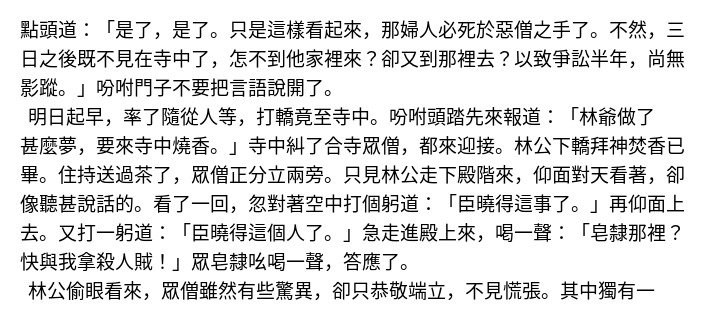 點頭道：「是了，是了。只是這樣看起來，那婦人必死於惡僧之手了。不然，三
日之後既不見在寺中了，怎不到他家裡來？卻又到那裡去？以致爭訟半年，尚無
影蹤。」吩咐門子不要把言語說開了。
明日起早，率了隨從人等，打轎竟至寺中。吩咐頭踏先來報道：「林爺做了
甚麼夢，要來寺中燒香。」寺中糾了合寺眾僧，都來迎接。林公下轎拜神焚香已
畢。住持送過茶了，眾僧正分立兩旁。只見林公走下殿階來，仰面對天看著，卻
像聽甚說話的。看了一回，忽對著空中打個躬道：「臣曉得這事了。」再仰面上
去。又打一躬道：「臣曉得這個人了。」急走進殿上來，喝一聲：「皂隸那裡？
快與我拿殺人賊！」眾皂隸吆喝一聲，答應了。
林公偷眼看來，眾僧雖然有些驚異，卻只恭敬端立，不見慌張。其中獨有一